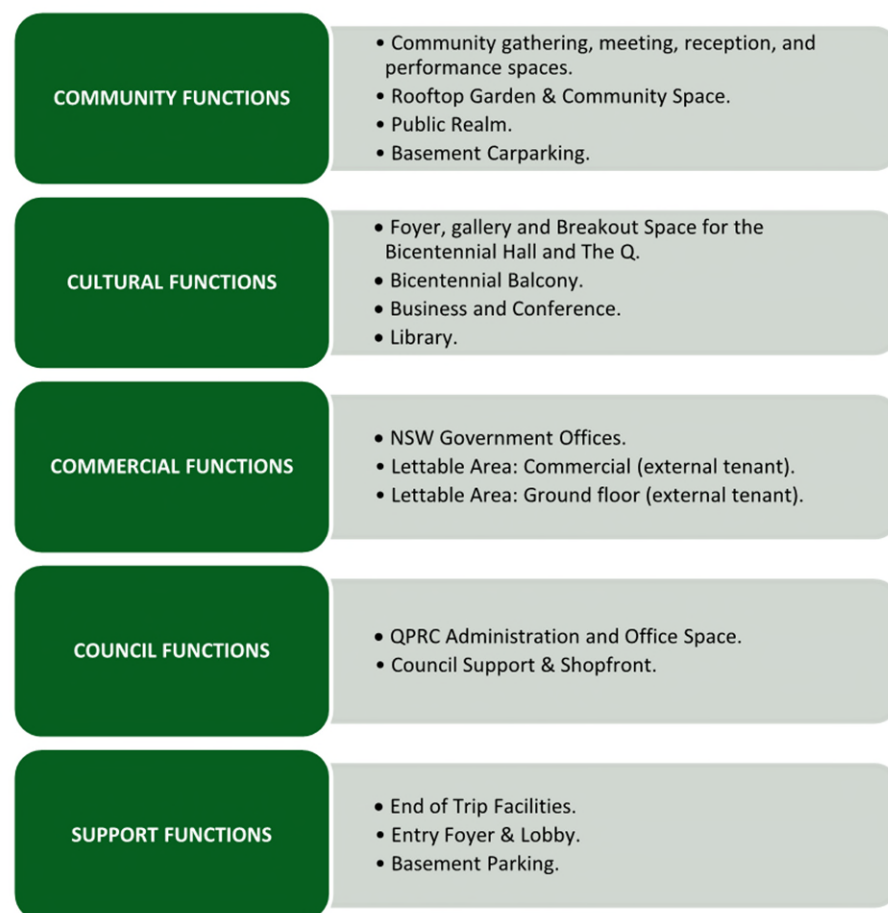 COMMUNITY FUNCTIONS
• Community gathering, meeting, reception, and
performance spaces.
• Rooftop Garden & Community Space.
• Public Realm.
• Basement Carparking.
CULTURAL FUNCTIONS
• Foyer, gallery and Breakout Space for the
Bicentennial Hall and The Q.
• Bicentennial Balcony.
• Business and Conference.
• Library.
COMMERCIAL FUNCTIONS
• NSW Government Offices.
• Lettable Area: Commercial (external tenant).
• Lettable Area: Ground floor (external tenant).
COUNCIL FUNCTIONS
• QPRC Administration and Office Space.
• Council Support & Shopfront.
SUPPORT FUNCTIONS
• End of Trip Facilities.
• Entry Foyer & Lobby.
• Basement Parking.